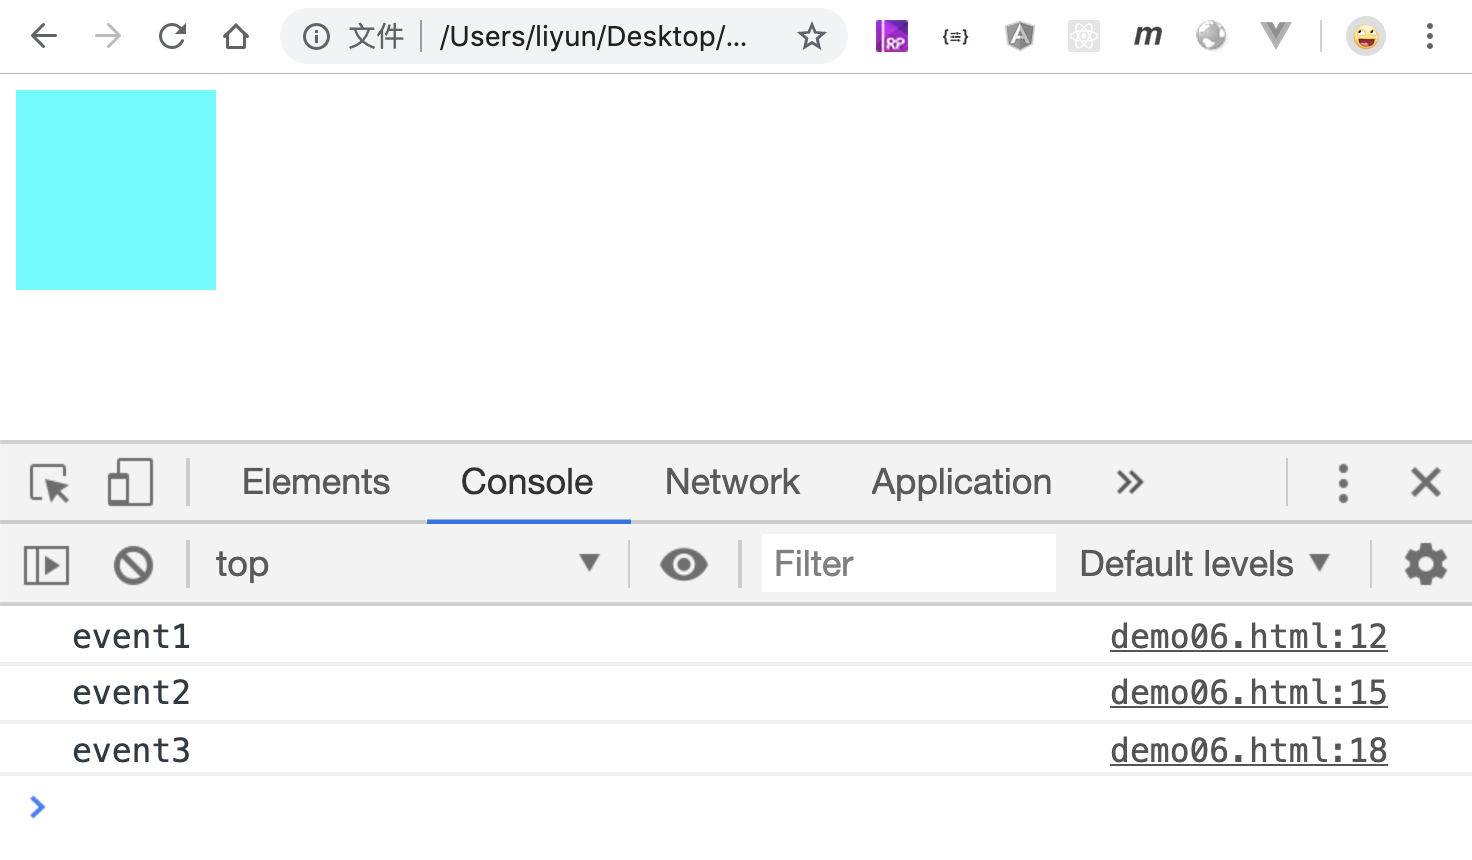 文件 /Users/liyun/Desktop/...
RP {≡} A m
Elements Console Network Application
top Filter Default levels
event1 demo06.html:12
event2 demo06.html:15
event3 demo06.html:18